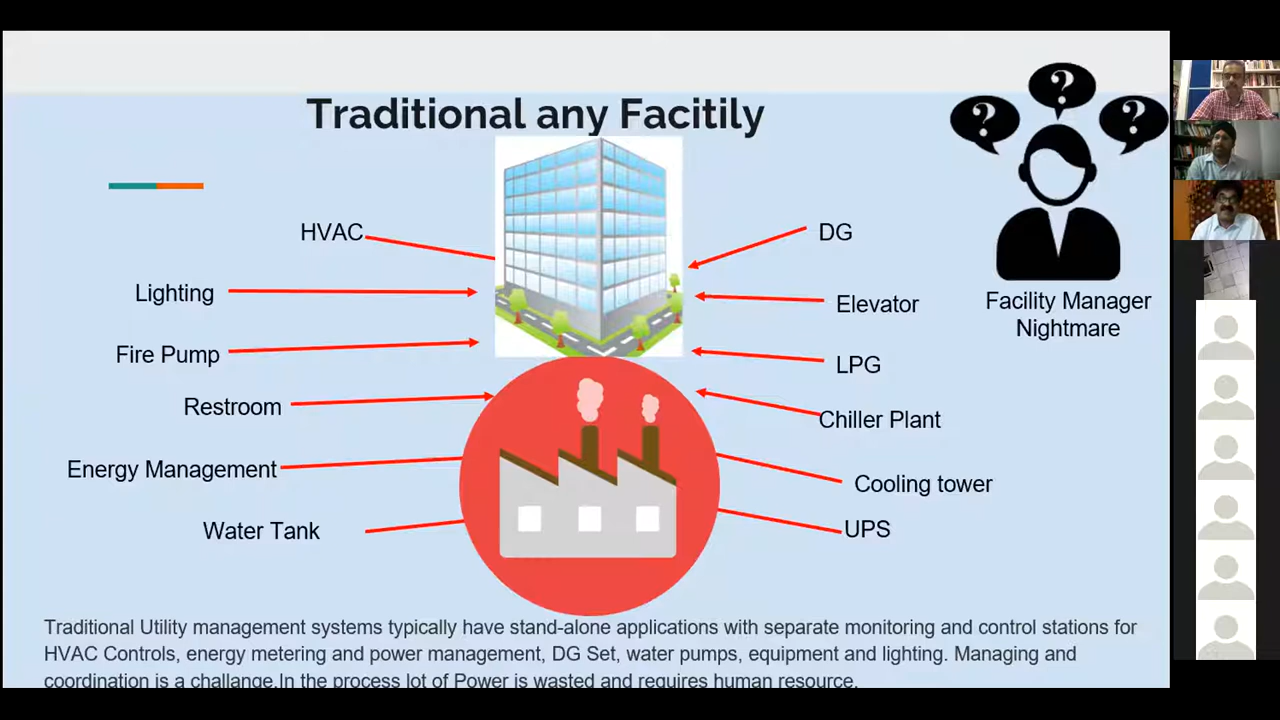 Traditional any Facitily
? ? ?
HVAC
DG
Lighting
Elevator
Facility Manager
Nightmare
Fire Pump
LPG
Restroom
Chiller Plant
Energy Management
Cooling tower
Water Tank
UPS
Traditional Utility management systems typically have stand-alone applications with separate monitoring and control stations for
HVAC Controls, energy metering and power management, DG Set, water pumps, equipment and lighting. Managing and
coordination is a challange.In the process lot of Power is wasted and requires human resource.